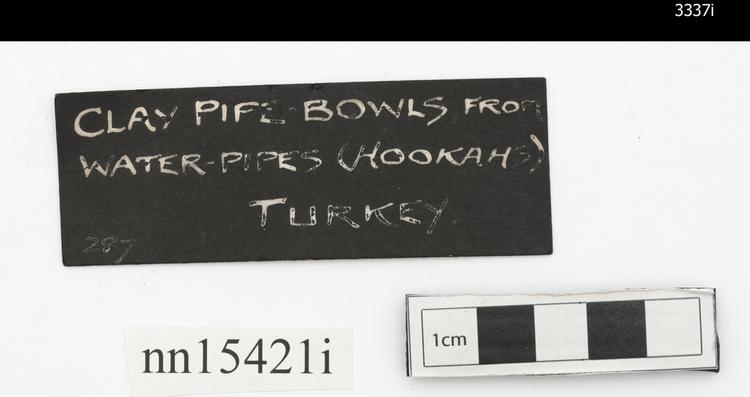 3337i
CLAY PIPE-BOWLS FROM
WATER-PIPES (HOOKAHS)
TURKEY.
287
1cm
nn15421i